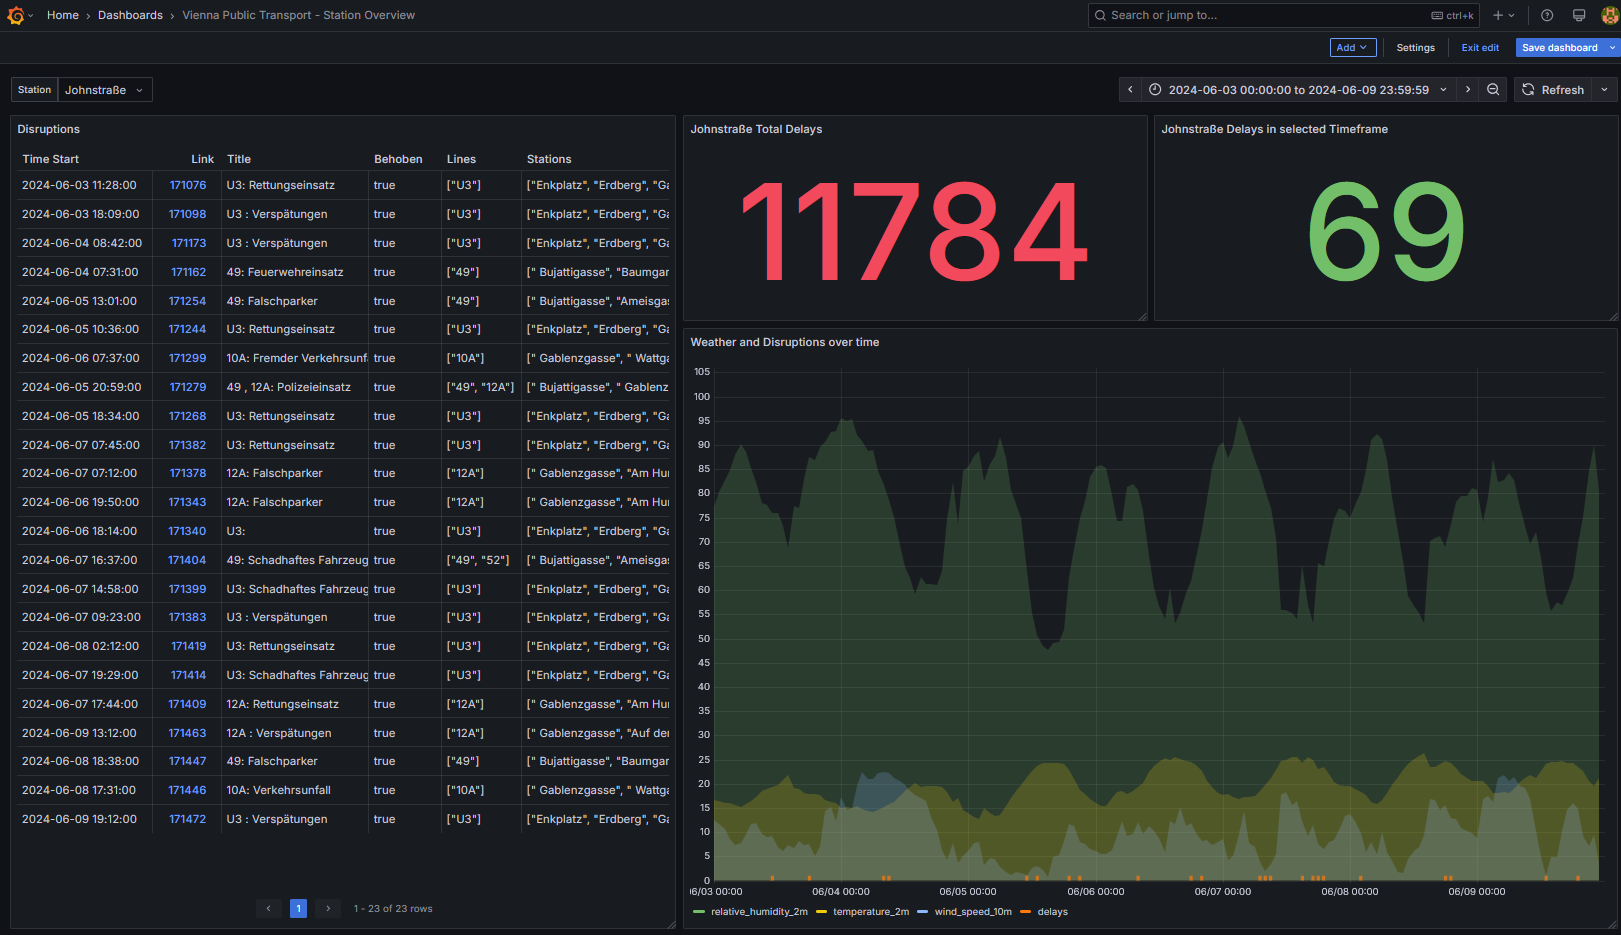 Home › Dashboards › Vienna Public Transport - Station Overview
Search or jump to... ctrl+k
Add Settings Exit edit Save dashboard
Station Johnstraße
2024-06-03 00:00:00 to 2024-06-09 23:59:59 Refresh
Disruptions
Time Start Link Title Behoben Lines Stations
2024-06-03 11:28:00 171076 U3: Rettungseinsatz true ["U3"] ["Enkplatz", "Erdberg", "Ga
2024-06-03 18:09:00 171098 U3 : Verspätungen true ["U3"] ["Enkplatz", "Erdberg", "Ga
2024-06-04 08:42:00 171173 U3 : Verspätungen true ["U3"] ["Enkplatz", "Erdberg", "Ga
2024-06-04 07:31:00 171162 49: Feuerwehreinsatz true ["49"] [" Bujattigasse", "Baumgar
2024-06-05 13:01:00 171254 49: Falschparker true ["49"] [" Bujattigasse", "Ameisgas
2024-06-05 10:36:00 171244 U3: Rettungseinsatz true ["U3"] ["Enkplatz", "Erdberg", "Ga
2024-06-06 07:37:00 171299 10A: Fremder Verkehrsunf true ["10A"] [" Gablenzgasse", " Wattga
2024-06-05 20:59:00 171279 49 , 12A: Polizeieinsatz true ["49", "12A"] [" Bujattigasse", " Gablenz
2024-06-05 18:34:00 171268 U3: Rettungseinsatz true ["U3"] ["Enkplatz", "Erdberg", "Ga
2024-06-07 07:45:00 171382 U3: Rettungseinsatz true ["U3"] ["Enkplatz", "Erdberg", "Ga
2024-06-07 07:12:00 171378 12A: Falschparker true ["12A"] [" Gablenzgasse", "Am Hu
2024-06-06 19:50:00 171343 12A: Falschparker true ["12A"] [" Gablenzgasse", "Am Hu
2024-06-06 18:14:00 171340 U3: true ["U3"] ["Enkplatz", "Erdberg", "Ga
2024-06-07 16:37:00 171404 49: Schadhaftes Fahrzeug true ["49", "52"] [" Bujattigasse", "Ameisgas
2024-06-07 14:58:00 171399 U3: Schadhaftes Fahrzeug true ["U3"] ["Enkplatz", "Erdberg", "Ga
2024-06-07 09:23:00 171383 U3 : Verspätungen true ["U3"] ["Enkplatz", "Erdberg", "Ga
2024-06-08 02:12:00 171419 U3: Rettungseinsatz true ["U3"] ["Enkplatz", "Erdberg", "Ga
2024-06-07 19:29:00 171414 U3: Schadhaftes Fahrzeug true ["U3"] ["Enkplatz", "Erdberg", "Ga
2024-06-07 17:44:00 171409 12A: Rettungseinsatz true ["12A"] [" Gablenzgasse", "Am Hu
2024-06-09 13:12:00 171463 12A : Verspätungen true ["12A"] [" Gablenzgasse", "Auf der
2024-06-08 18:38:00 171447 49: Falschparker true ["49"] [" Bujattigasse", "Baumgar
2024-06-08 17:31:00 171446 10A: Verkehrsunfall true ["10A"] [" Gablenzgasse", " Wattga
2024-06-09 19:12:00 171472 U3 : Verspätungen true ["U3"] ["Enkplatz", "Erdberg", "Ga
‹ 1 › 1 - 23 of 23 rows
Johnstraße Total Delays
11784
Johnstraße Delays in selected Timeframe
69
Weather and Disruptions over time
105
100
95
90
85
80
75
70
65
60
55
50
45
40
35
30
25
20
15
10
5
0
06/03 00:00 06/04 00:00 06/05 00:00 06/06 00:00 06/07 00:00 06/08 00:00 06/09 00:00
relative_humidity_2m temperature_2m wind_speed_10m delays